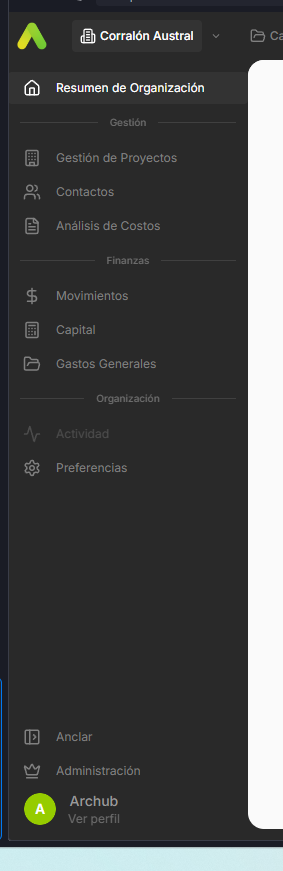 Corralón Austral
Resumen de Organización
Gestión
Gestión de Proyectos
Contactos
Análisis de Costos
Finanzas
Movimientos
Capital
Gastos Generales
Organización
Actividad
Preferencias
Anclar
Administración
A
Archub
Ver perfil